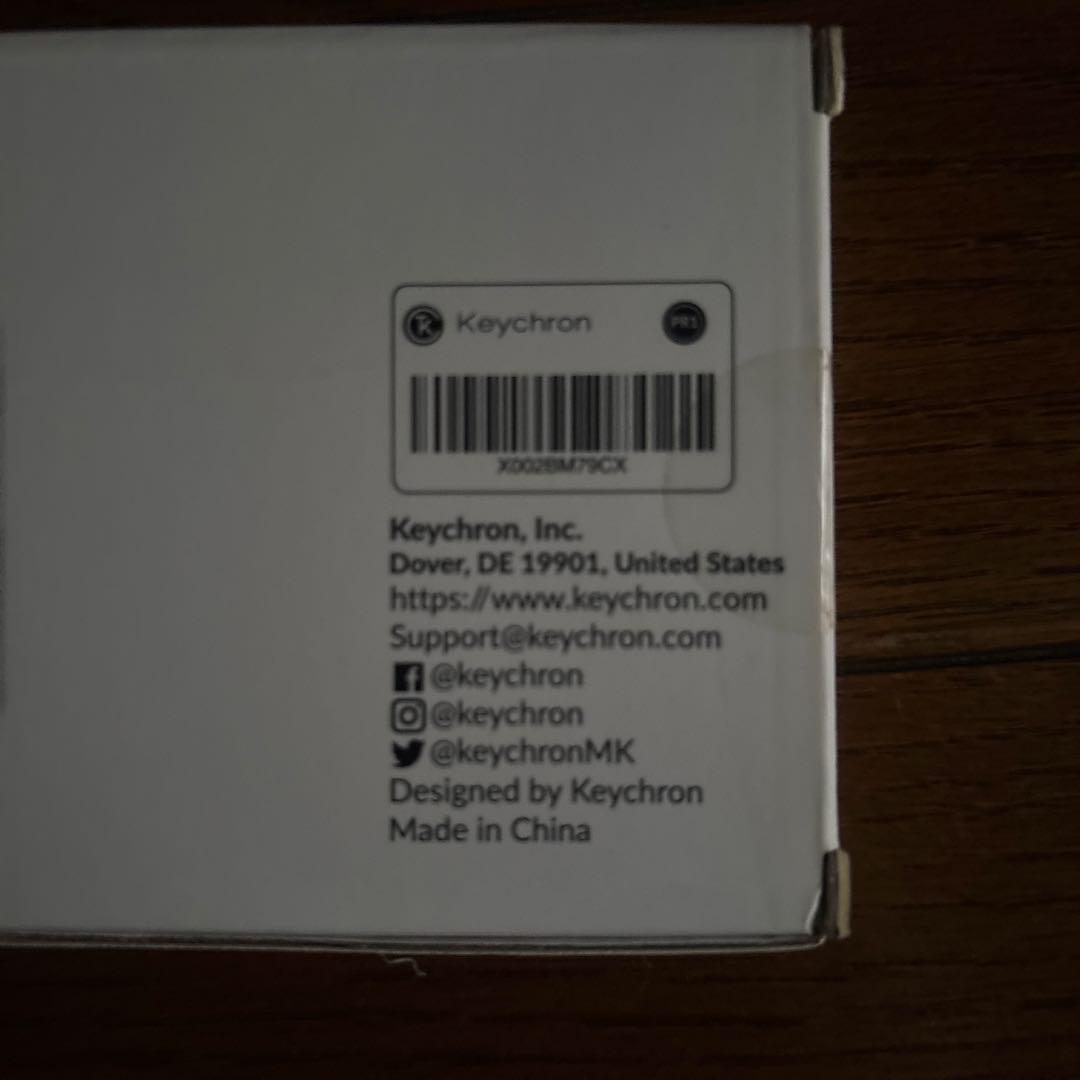 Keychron PR1
X002BM79CX
Keychron, Inc.
Dover, DE 19901, United States
https://www.keychron.com
Support@keychron.com
@keychron
@keychron
@keychronMK
Designed by Keychron
Made in China